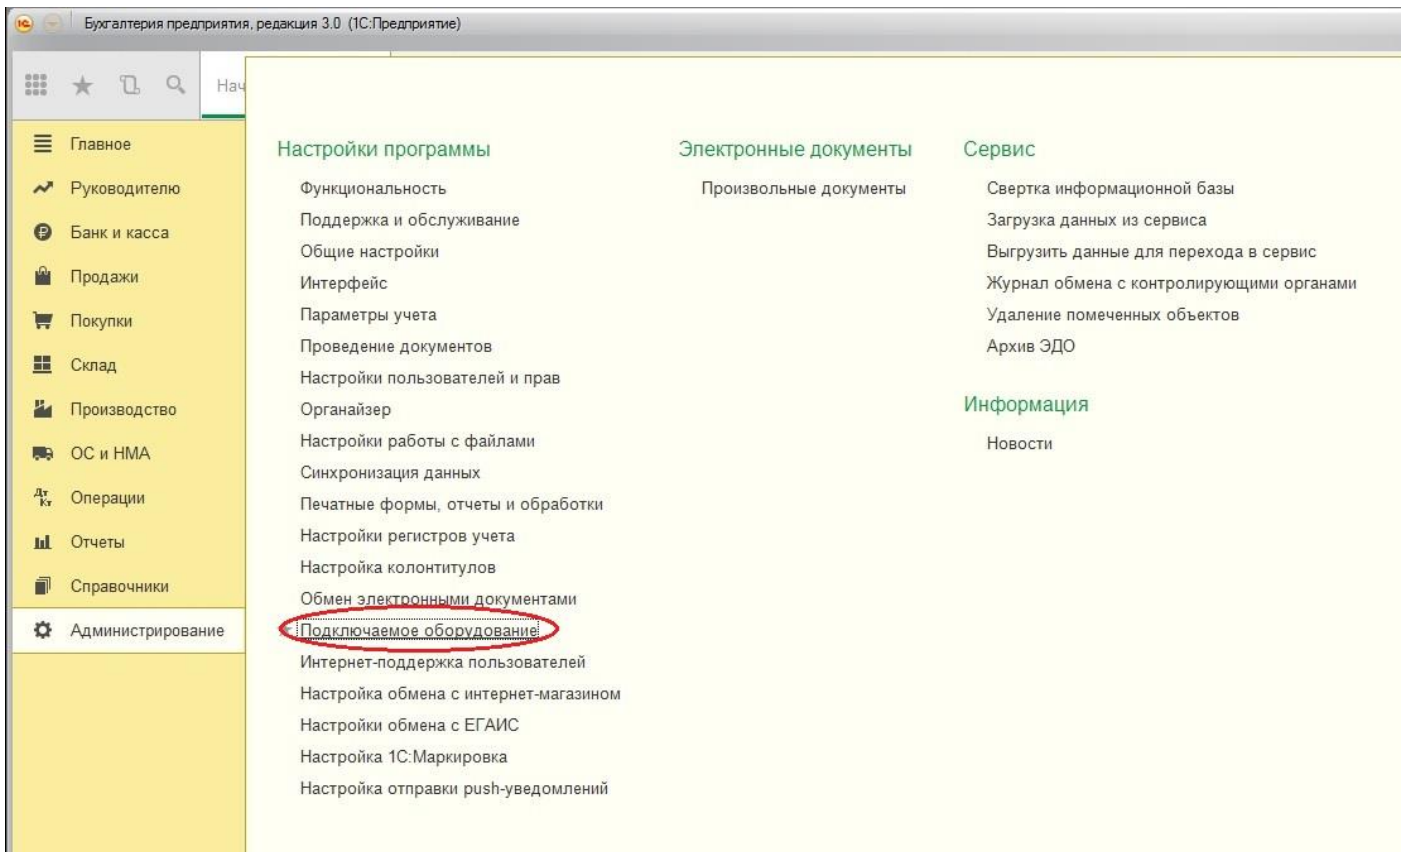 1С Бухгалтерия предприятия, редакция 3.0 (1С:Предприятие)
Нач
Главное
Руководителю
Банк и касса
Продажи
Покупки
Склад
Производство
ОС и НМА
Дт Кт Операции
Отчеты
Справочники
Администрирование
Настройки программы
Функциональность
Поддержка и обслуживание
Общие настройки
Интерфейс
Параметры учета
Проведение документов
Настройки пользователей и прав
Органайзер
Настройки работы с файлами
Синхронизация данных
Печатные формы, отчеты и обработки
Настройки регистров учета
Настройка колонтитулов
Обмен электронными документами
Подключаемое оборудование
Интернет-поддержка пользователей
Настройка обмена с интернет-магазином
Настройки обмена с ЕГАИС
Настройка 1С:Маркировка
Настройка отправки push-уведомлений
Электронные документы
Произвольные документы
Сервис
Свертка информационной базы
Загрузка данных из сервиса
Выгрузить данные для перехода в сервис
Журнал обмена с контролирующими органами
Удаление помеченных объектов
Архив ЭДО
Информация
Новости